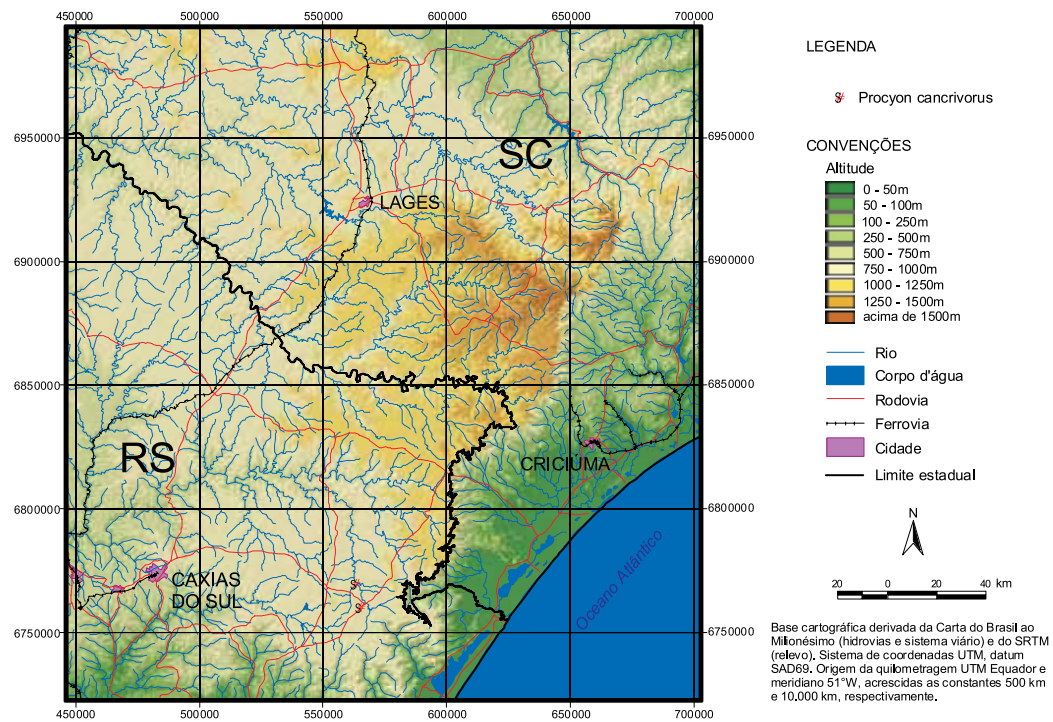 450000 500000 550000 600000 650000 700000
6950000 6950000
6900000 6900000
6850000 6850000
6800000 6800000
6750000 6750000
450000 500000 550000 600000 650000 700000
SC
LAGES
RS
CRICIÚMA
CAXIAS
DO SUL
Oceano Atlântico
LEGENDA
Procyon cancrivorus
CONVENÇÕES
Altitude
0 - 50m
50 - 100m
100 - 250m
250 - 500m
500 - 750m
750 - 1000m
1000 - 1250m
1250 - 1500m
acima de 1500m
Rio
Corpo d'água
Rodovia
Ferrovia
Cidade
Limite estadual
N
20 0 20 40 km
Base cartográfica derivada da Carta do Brasil ao
Milionésimo (hidrovias e sistema viário) e do SRTM
(relevo). Sistema de coordenadas UTM, datum
SAD69. Origem da quilometragem UTM Equador e
meridiano 51°W, acrescidas as constantes 500 km
e 10.000 km, respectivamente.